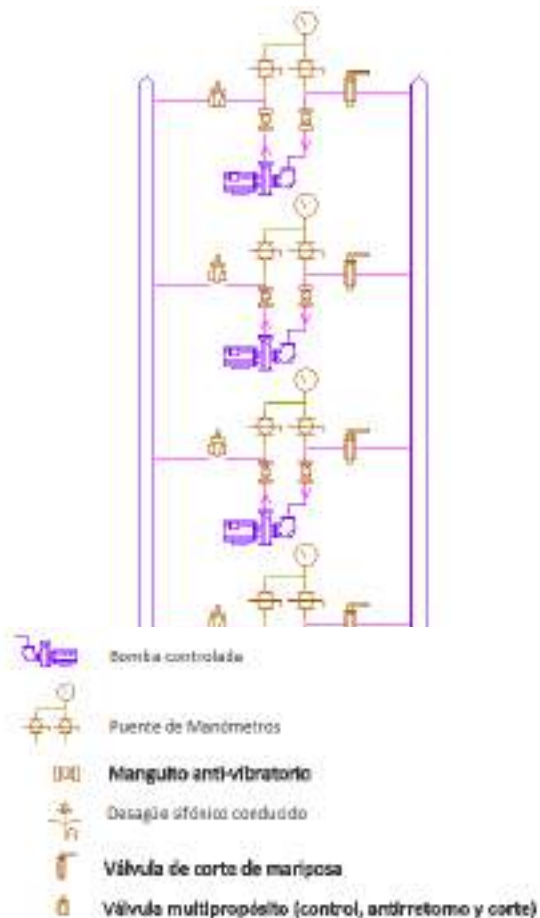 Bomba controlada
Puente de Manómetros
Manguito anti-vibratorio
Desagüe sifónico conducido
Válvula de corte de mariposa
Válvula multipropósito (control, antirretorno y corte)